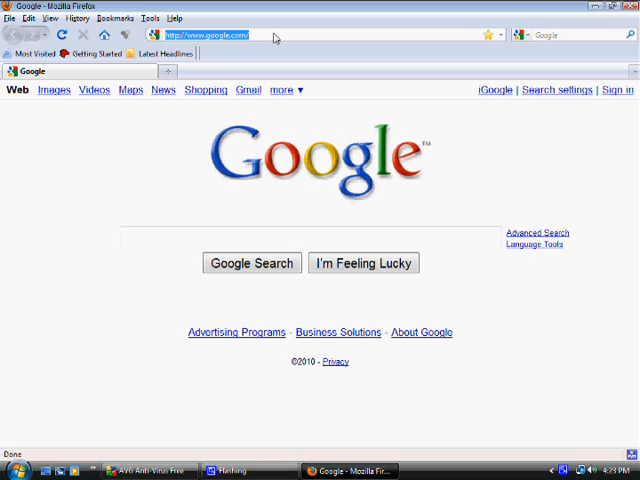 Google - Mozilla Firefox
File Edit View History Bookmarks Tools Help
http://www.google.com/
Google
Most Visited Getting Started Latest Headlines
Google
Web Images Videos Maps News Shopping Gmail more ▼ iGoogle | Search settings | Sign in
Google™
Advanced Search
Language Tools
Google Search I'm Feeling Lucky
Advertising Programs - Business Solutions - About Google
©2010 - Privacy
Done
AVG Anti-Virus Free Flashing Google - Mozilla Fir... 4:23 PM